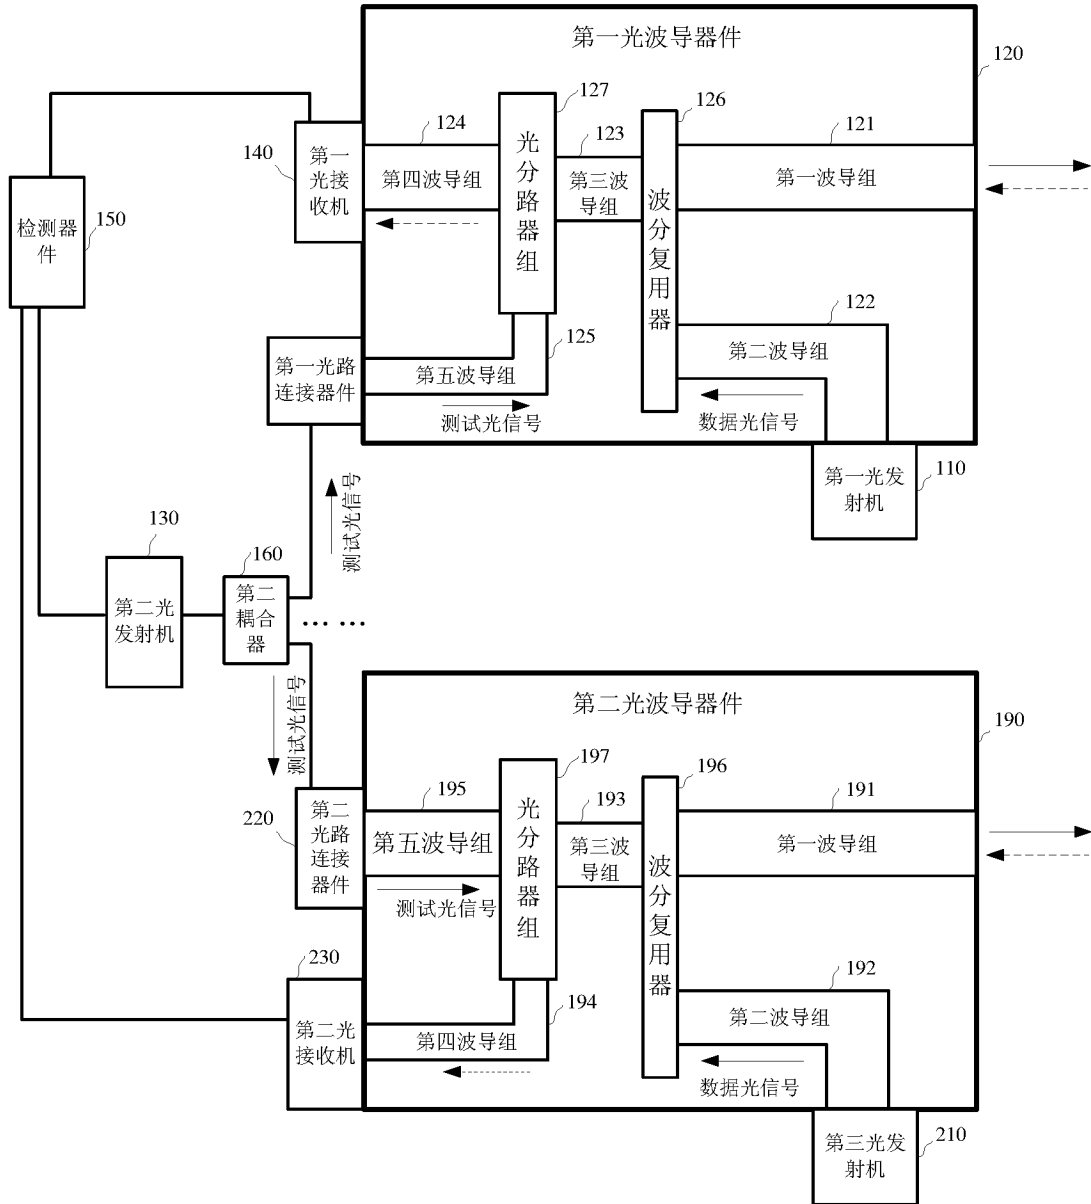 第一光波导器件
120
127
126
124
123
121
140
第一
光接
收机
第四波导组
光分路器组
第三波
导组
波分复用器
第一波导组
检测器
件
150
122
第二波导组
125
第一光路
连接器件
第五波导组
测试光信号
数据光信号
第一光发
射机
110
测试光信号
130
160
第二光
发射机
第二
耦合
器
... ...
测试光信号
第二光波导器件
190
197
196
195
193
191
220
第二
光路
连接
器件
第五波导组
光分路器组
第三波
导组
波分复用器
第一波导组
测试光信号
230
192
194
第二光
接收机
第四波导组
第二波导组
数据光信号
第三光发
射机
210